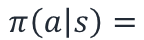 π(a|s) =